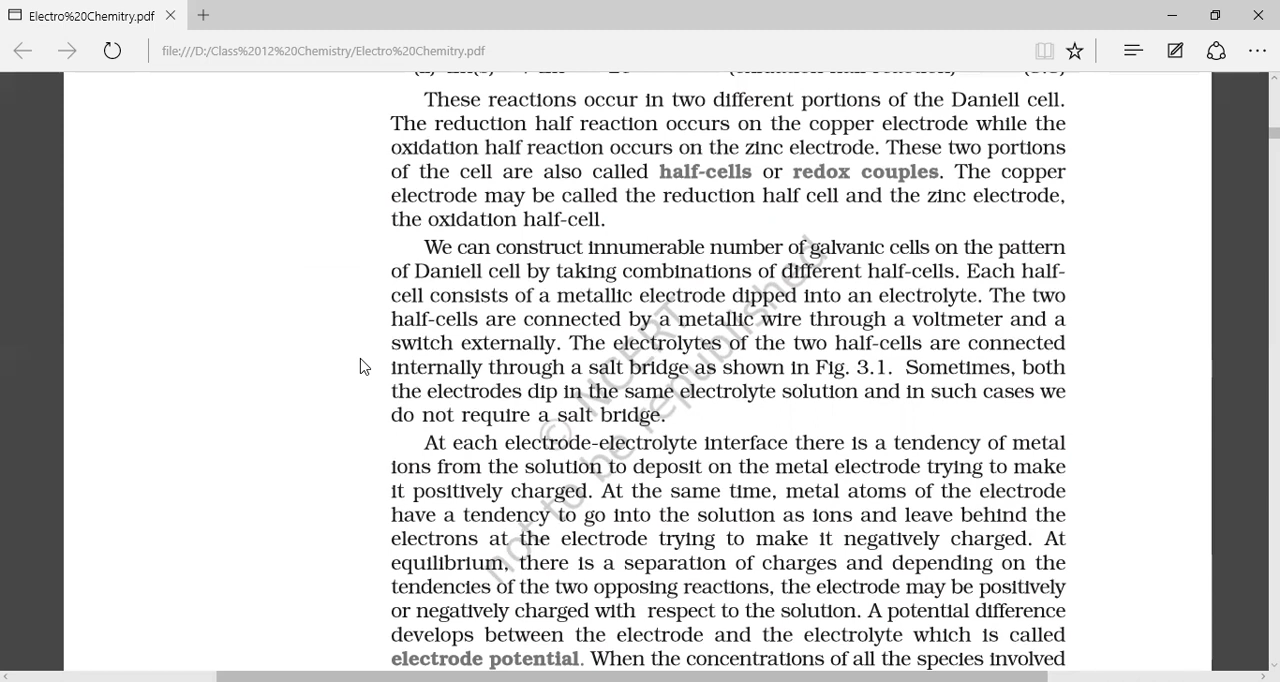 Electro%20Chemitry.pdf
file:///D:/Class%2012%20Chemistry/Electro%20Chemitry.pdf
These reactions occur in two different portions of the Daniell cell.
The reduction half reaction occurs on the copper electrode while the
oxidation half reaction occurs on the zinc electrode. These two portions
of the cell are also called half-cells or redox couples. The copper
electrode may be called the reduction half cell and the zinc electrode,
the oxidation half-cell.
We can construct innumerable number of galvanic cells on the pattern
of Daniell cell by taking combinations of different half-cells. Each half-
cell consists of a metallic electrode dipped into an electrolyte. The two
half-cells are connected by a metallic wire through a voltmeter and a
switch externally. The electrolytes of the two half-cells are connected
internally through a salt bridge as shown in Fig. 3.1. Sometimes, both
the electrodes dip in the same electrolyte solution and in such cases we
do not require a salt bridge.
At each electrode-electrolyte interface there is a tendency of metal
ions from the solution to deposit on the metal electrode trying to make
it positively charged. At the same time, metal atoms of the electrode
have a tendency to go into the solution as ions and leave behind the
electrons at the electrode trying to make it negatively charged. At
equilibrium, there is a separation of charges and depending on the
tendencies of the two opposing reactions, the electrode may be positively
or negatively charged with respect to the solution. A potential difference
develops between the electrode and the electrolyte which is called
electrode potential. When the concentrations of all the species involved
© NCERT
not to be republished